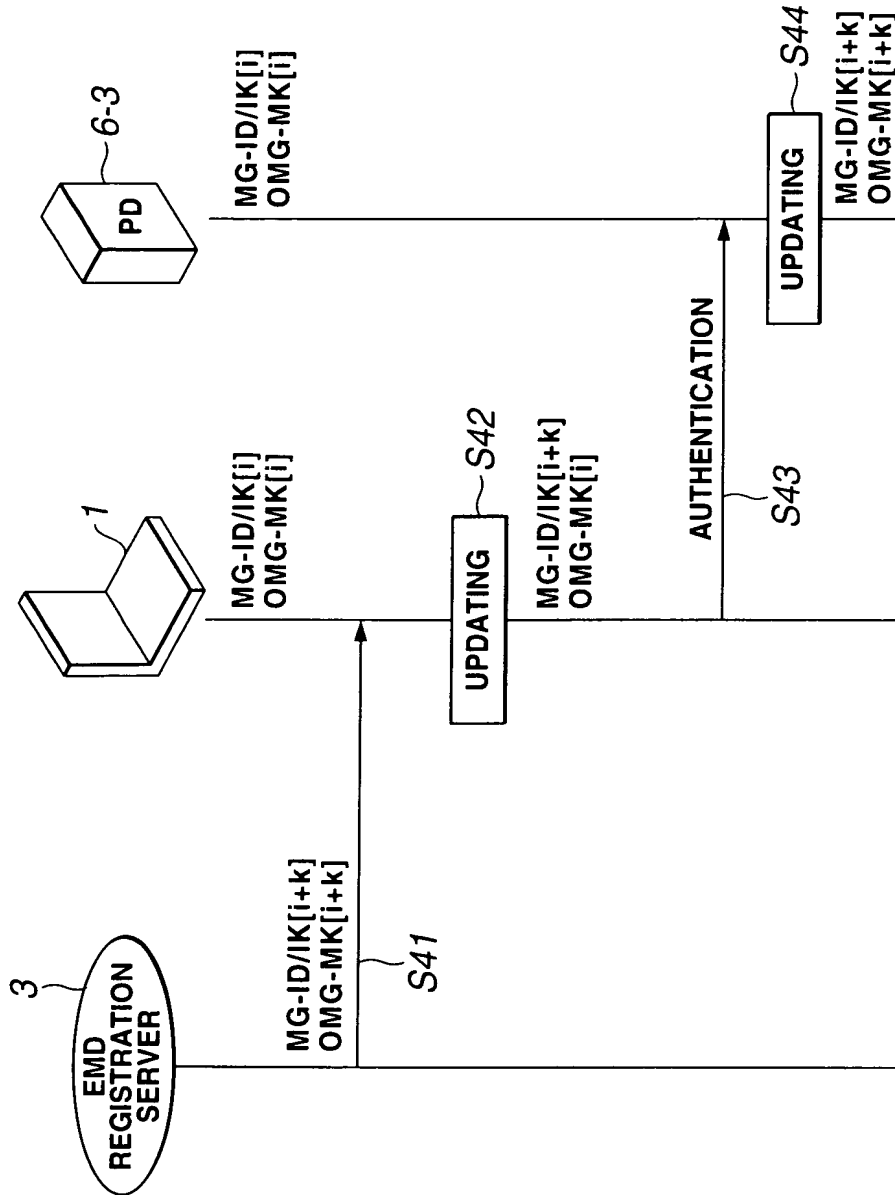 3
EMD
REGISTRATION
SERVER
1
6-3
PD
MG-ID/IK[i]
OMG-MK[i]
MG-ID/IK[i]
OMG-MK[i]
MG-ID/IK[i+k]
OMG-MK[i+k]
S41
UPDATING
S42
MG-ID/IK[i+k]
OMG-MK[i]
AUTHENTICATION
S43
UPDATING
S44
MG-ID/IK[i+k]
OMG-MK[i+k]